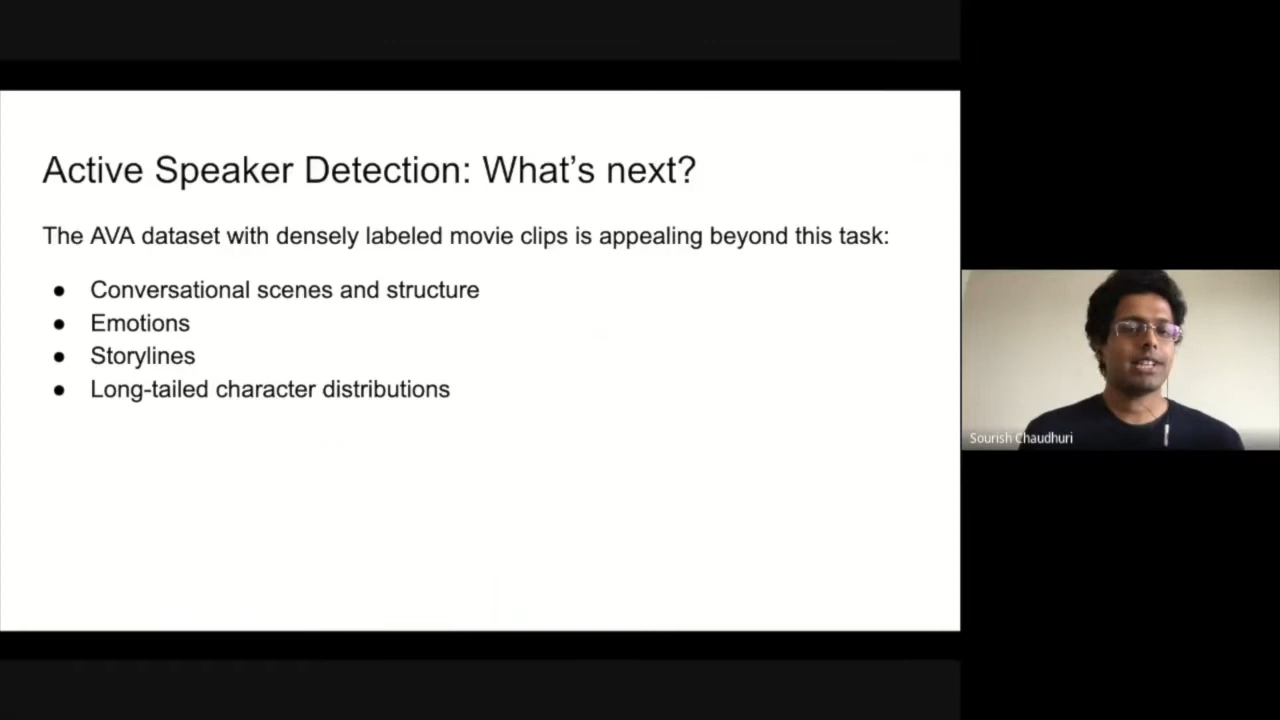 Active Speaker Detection: What's next?
The AVA dataset with densely labeled movie clips is appealing beyond this task:
● Conversational scenes and structure
● Emotions
● Storylines
● Long-tailed character distributions
Sourish Chaudhuri